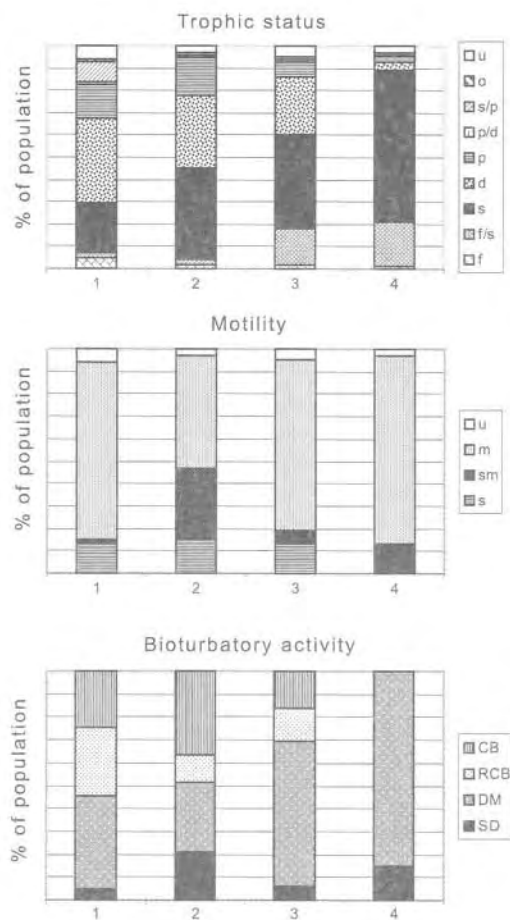 Trophic status
% of population
1 2 3 4
u
o
s/p
p/d
p
d
s
f/s
f
Motility
% of population
1 2 3 4
u
m
sm
s
Bioturbatory activity
% of population
1 2 3 4
CB
RCB
DM
SD